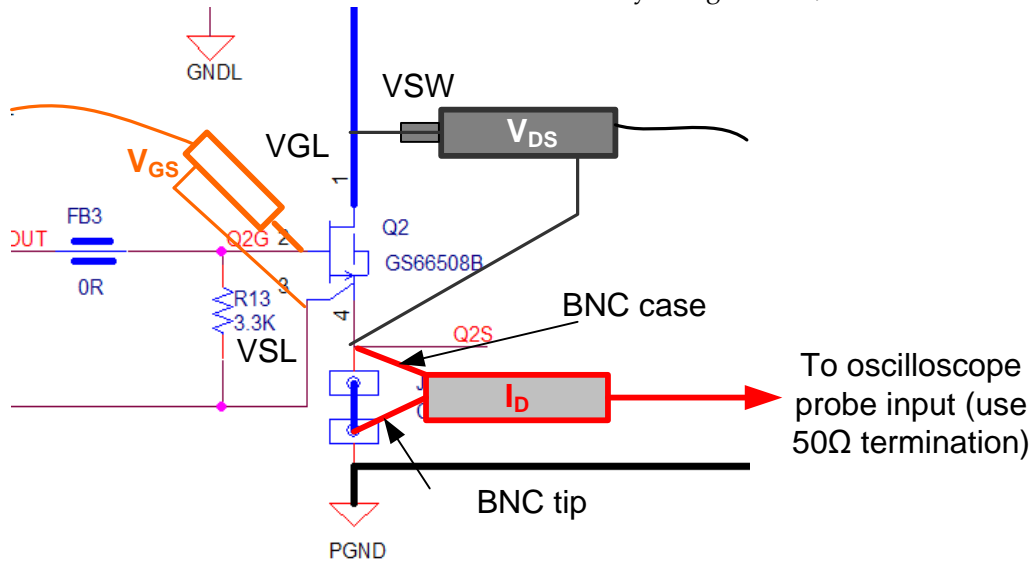 GNDL
VSW
VDS
VGL
VGS
1
FB3
OUT
Q2G
2
Q2
GS66508B
0R
3
R13
3.3K
4
BNC case
VSL
Q2S
J
ID
To oscilloscope
probe input (use
50Ω termination)
BNC tip
PGND